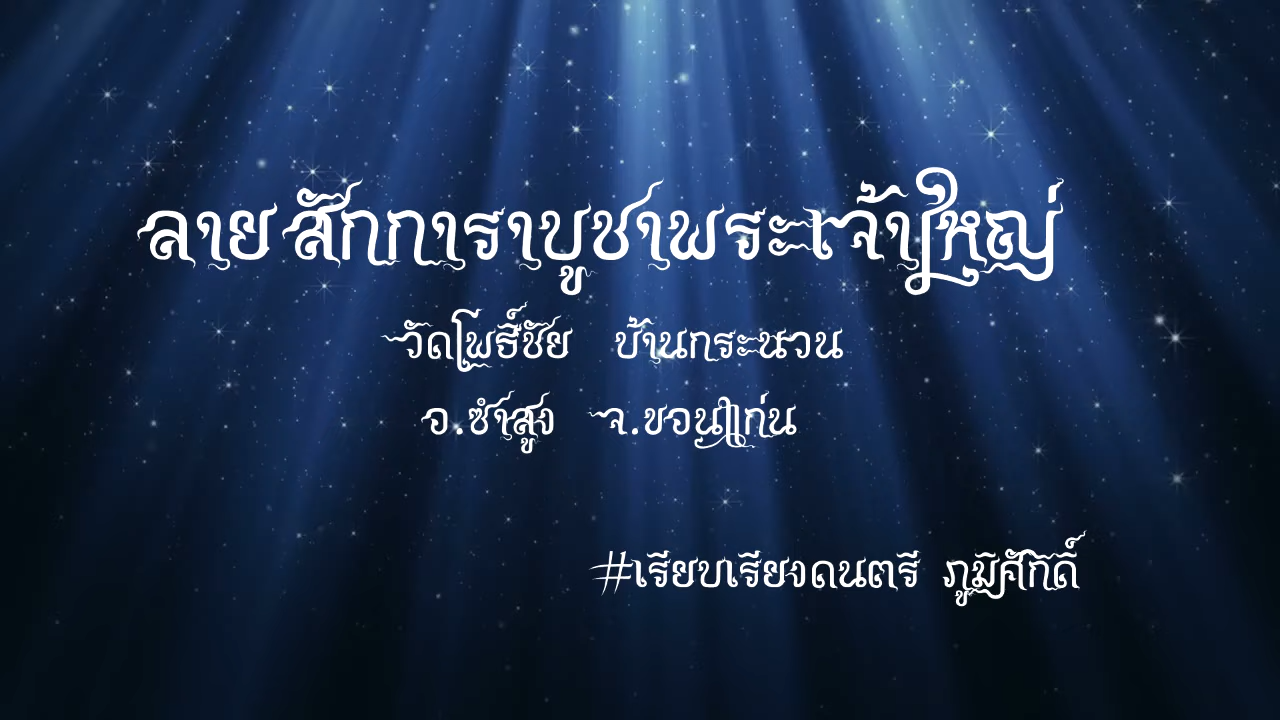 ลายสักการาบูชาพระเจ้าใหญ่
วัดโพธิ์ชัย บ้านกระนวน
อ.ซำสูง จ.ขอนแก่น
#เรียบเรียงดนตรี ภูมิศักดิ์